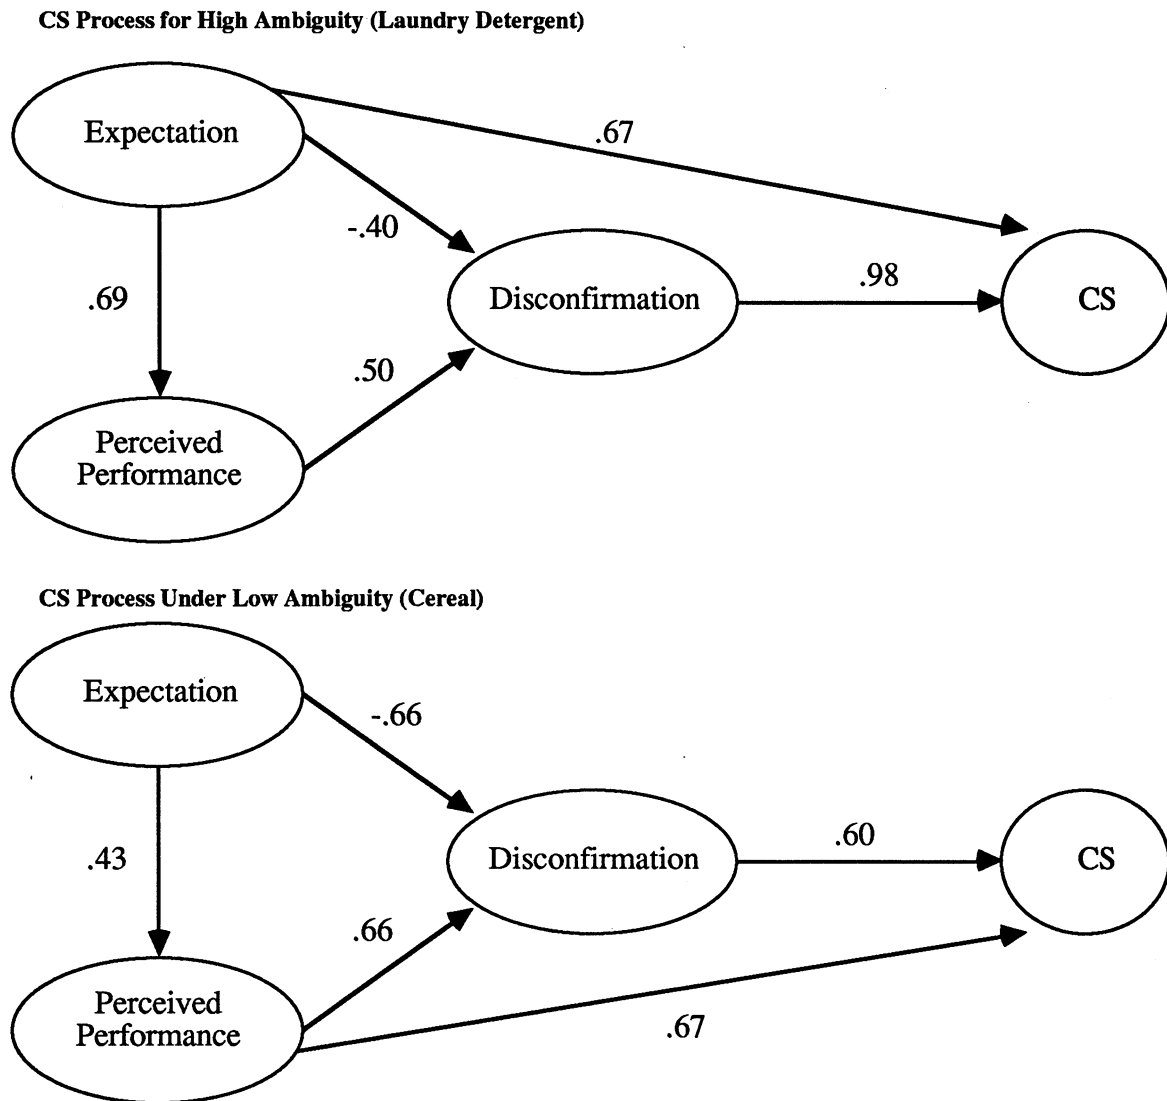 CS Process for High Ambiguity (Laundry Detergent)
Expectation
.67
-.40
.69
Disconfirmation
.98
CS
.50
Perceived
Performance
CS Process Under Low Ambiguity (Cereal)
Expectation
-.66
.43
Disconfirmation
.60
CS
.66
Perceived
Performance
.67